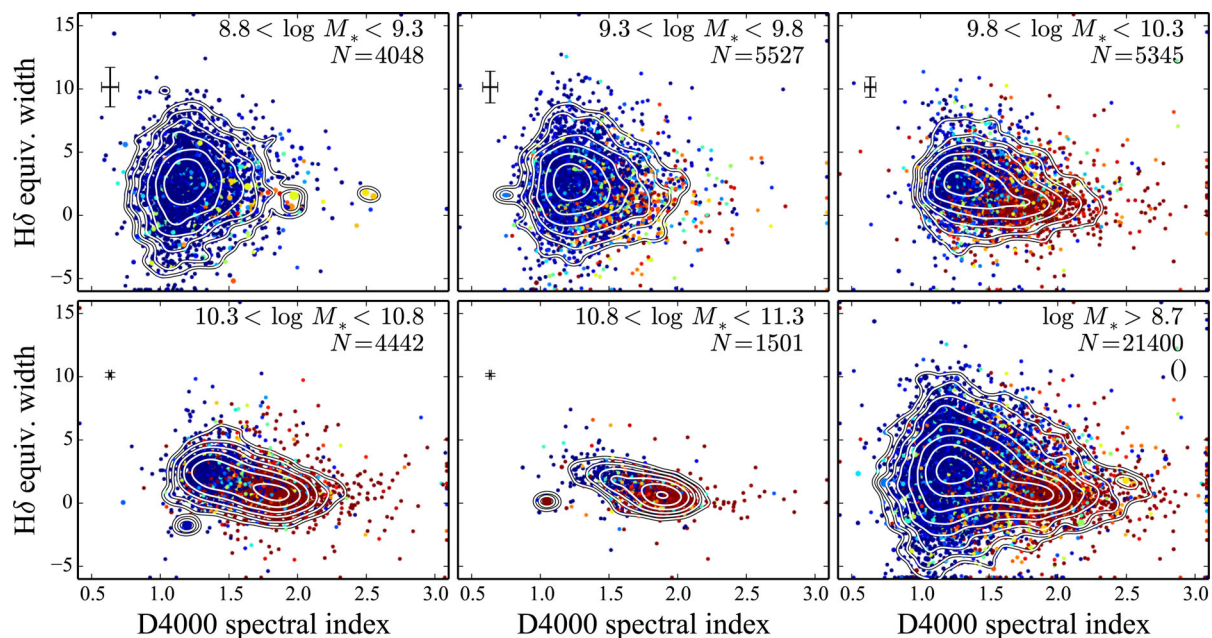 8.8 < log M* < 9.3
N=4048
9.3 < log M* < 9.8
N=5527
9.8 < log M* < 10.3
N=5345
Hδ equiv. width
15
10
5
0
−5
10.3 < log M* < 10.8
N=4442
10.8 < log M* < 11.3
N=1501
log M* > 8.7
N=21400
()
Hδ equiv. width
15
10
5
0
−5
0.5 1.0 1.5 2.0 2.5 3.0
0.5 1.0 1.5 2.0 2.5 3.0
0.5 1.0 1.5 2.0 2.5 3.0
D4000 spectral index
D4000 spectral index
D4000 spectral index